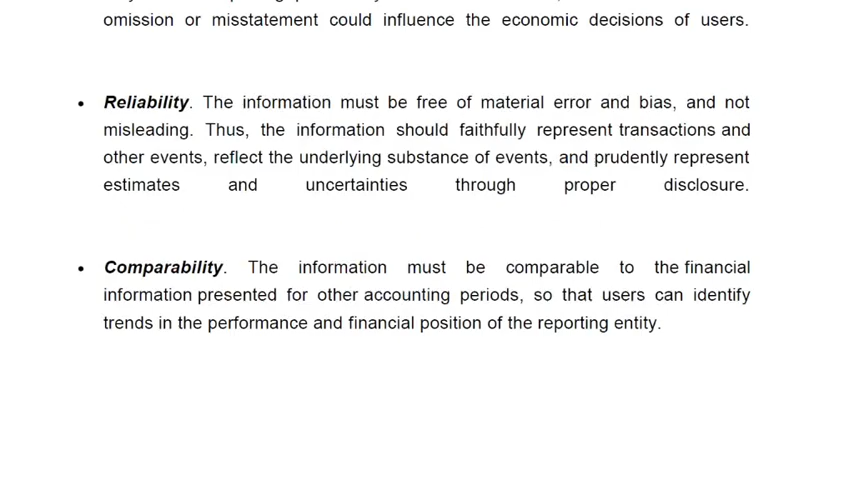 omission or misstatement could influence the economic decisions of users.
• Reliability. The information must be free of material error and bias, and not
misleading. Thus, the information should faithfully represent transactions and
other events, reflect the underlying substance of events, and prudently represent
estimates and uncertainties through proper disclosure.
• Comparability. The information must be comparable to the financial
information presented for other accounting periods, so that users can identify
trends in the performance and financial position of the reporting entity.